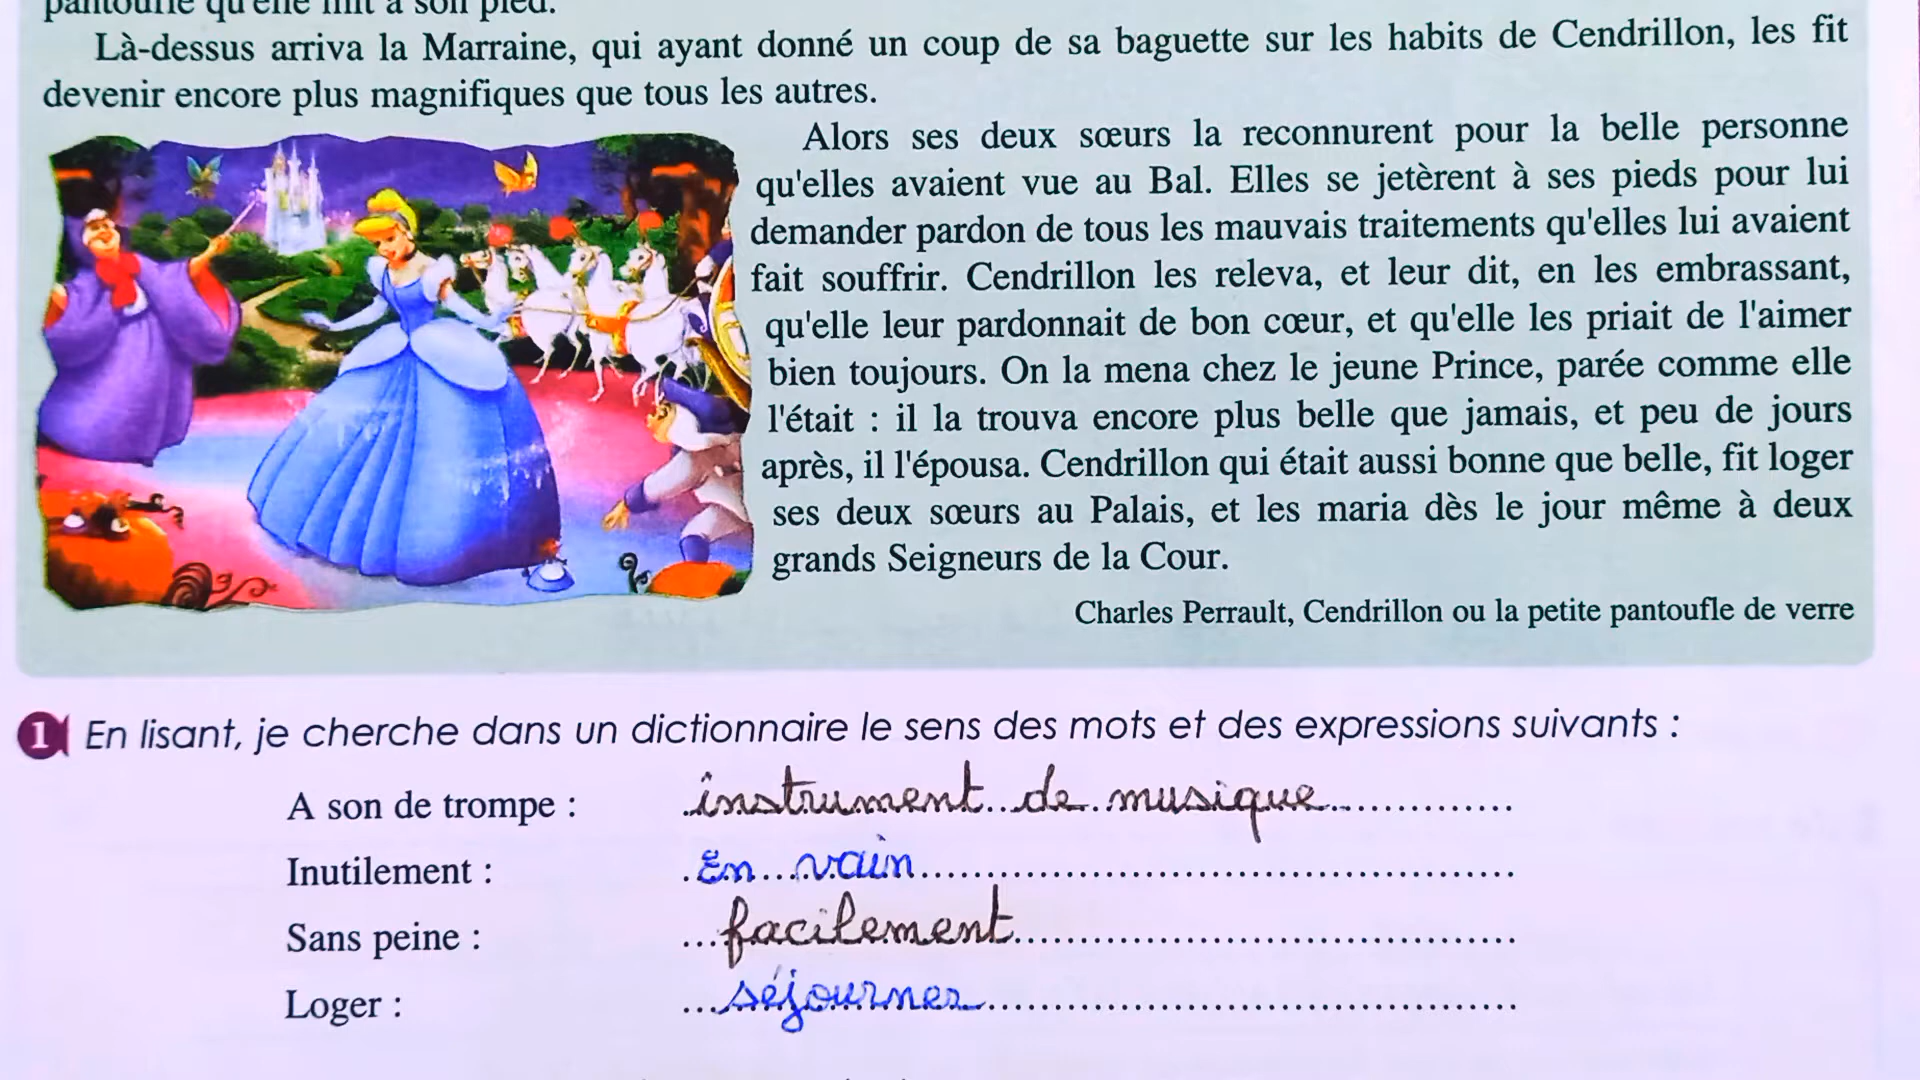 pantoufle qu'elle mit à son pied.
Là-dessus arriva la Marraine, qui ayant donné un coup de sa baguette sur les habits de Cendrillon, les fit
devenir encore plus magnifiques que tous les autres.
Alors ses deux sœurs la reconnurent pour la belle personne
qu'elles avaient vue au Bal. Elles se jetèrent à ses pieds pour lui
demander pardon de tous les mauvais traitements qu'elles lui avaient
fait souffrir. Cendrillon les releva, et leur dit, en les embrassant,
qu'elle leur pardonnait de bon cœur, et qu'elle les priait de l'aimer
bien toujours. On la mena chez le jeune Prince, parée comme elle
l'était : il la trouva encore plus belle que jamais, et peu de jours
après, il l'épousa. Cendrillon qui était aussi bonne que belle, fit loger
ses deux sœurs au Palais, et les maria dès le jour même à deux
grands Seigneurs de la Cour.
Charles Perrault, Cendrillon ou la petite pantoufle de verre
1 En lisant, je cherche dans un dictionnaire le sens des mots et des expressions suivants :
A son de trompe : instrument de musique
Inutilement : En vain
Sans peine : facilement
Loger : séjourner